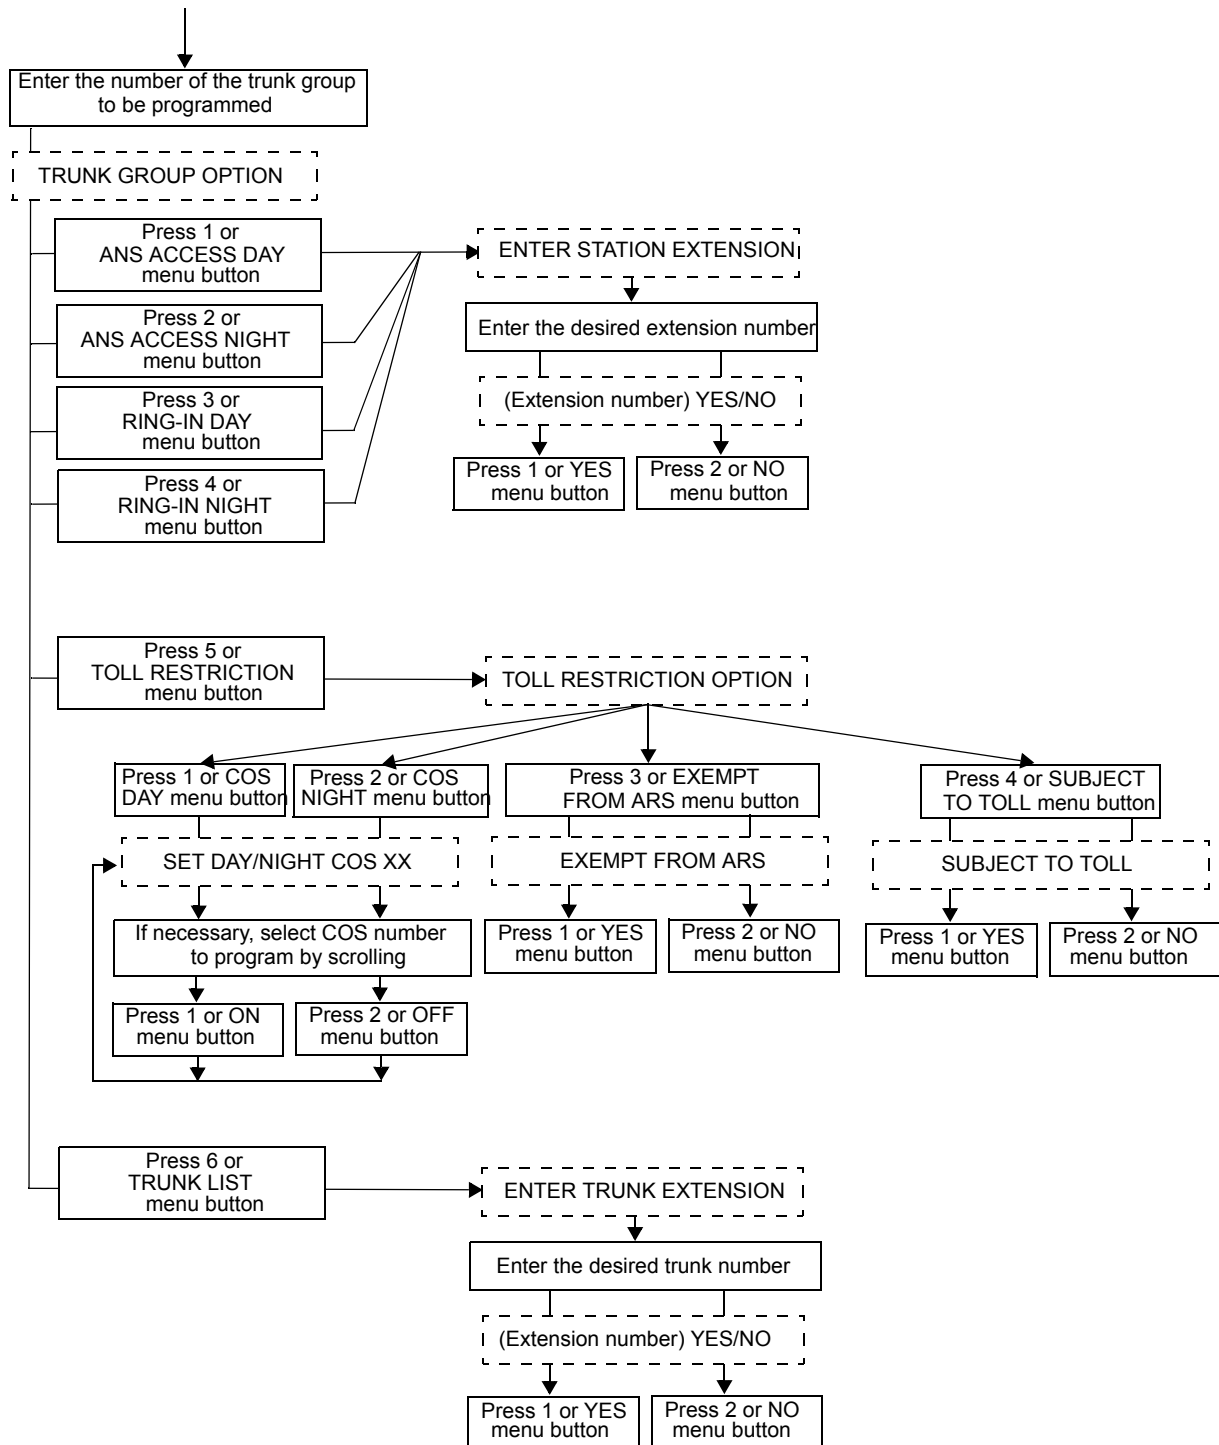 Enter the number of the trunk group
to be programmed
TRUNK GROUP OPTION
Press 1 or
ANS ACCESS DAY
menu button
ENTER STATION EXTENSION
Press 2 or
ANS ACCESS NIGHT
menu button
Enter the desired extension number
Press 3 or
RING-IN DAY
menu button
(Extension number) YES/NO
Press 4 or
RING-IN NIGHT
menu button
Press 1 or YES
menu button
Press 2 or NO
menu button
Press 5 or
TOLL RESTRICTION
menu button
TOLL RESTRICTION OPTION
Press 1 or COS
DAY menu button
Press 2 or COS
NIGHT menu button
Press 3 or EXEMPT
FROM ARS menu button
Press 4 or SUBJECT
TO TOLL menu button
SET DAY/NIGHT COS XX
EXEMPT FROM ARS
SUBJECT TO TOLL
If necessary, select COS number
to program by scrolling
Press 1 or YES
menu button
Press 2 or NO
menu button
Press 1 or YES
menu button
Press 2 or NO
menu button
Press 1 or ON
menu button
Press 2 or OFF
menu button
Press 6 or
TRUNK LIST
menu button
ENTER TRUNK EXTENSION
Enter the desired trunk number
(Extension number) YES/NO
Press 1 or YES
menu button
Press 2 or NO
menu button